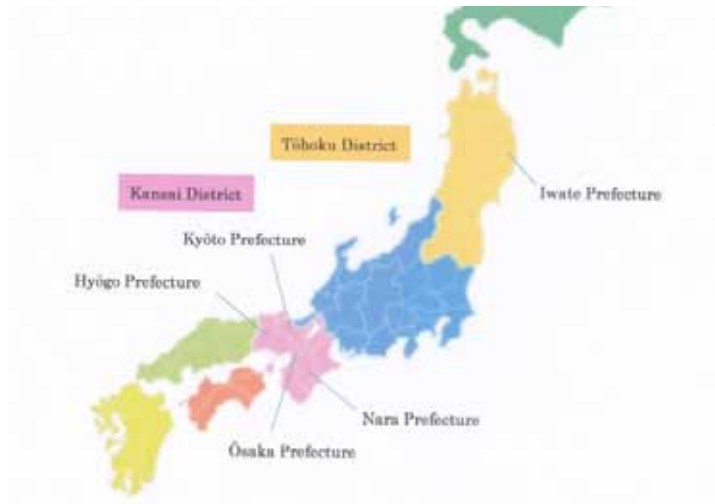 Tōhoku District
Kansai District
Iwate Prefecture
Kyōto Prefecture
Hyōgo Prefecture
Nara Prefecture
Ōsaka Prefecture